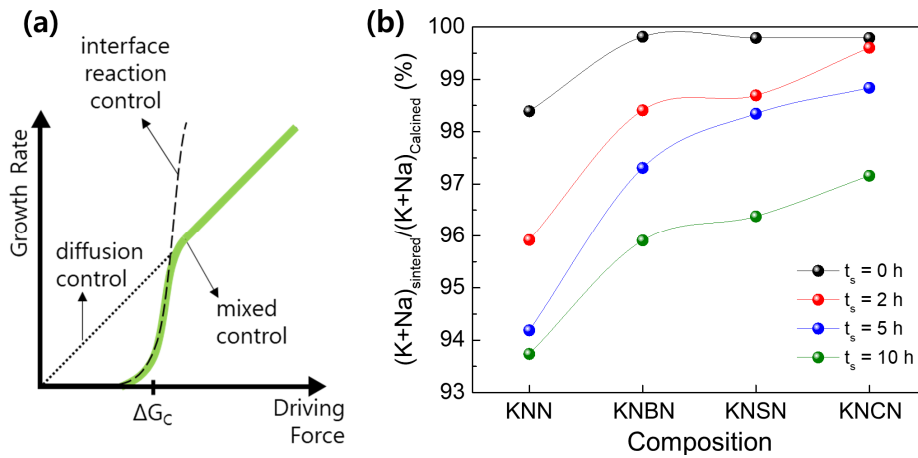 (a)
interface
reaction
control
Growth Rate
diffusion
control
mixed
control
ΔG_C
Driving
Force
(b)
(K+Na)_sintered/(K+Na)_Calcined (%)
100
99
98
97
96
95
94
93
t_s = 0 h
t_s = 2 h
t_s = 5 h
t_s = 10 h
KNN KNBN KNSN KNCN
Composition